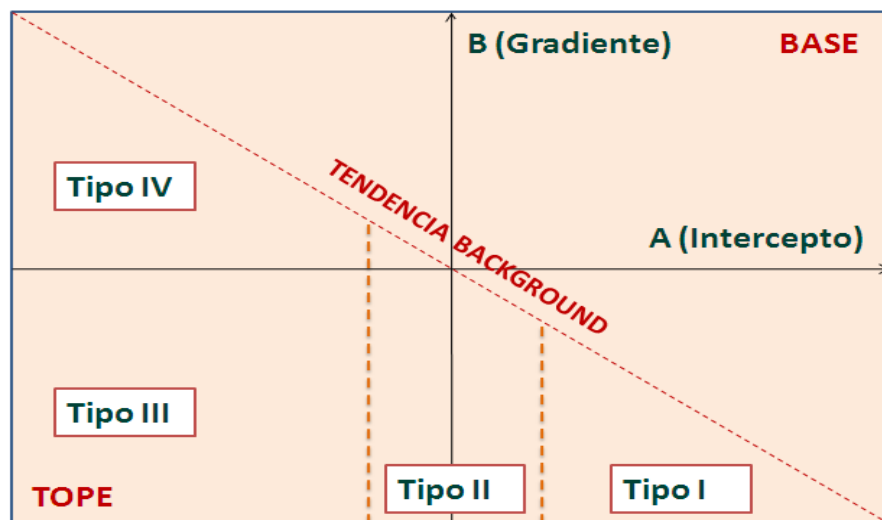 B (Gradiente)
BASE
Tipo IV
TENDENCIA BACKGROUND
A (Intercepto)
Tipo III
TOPE
Tipo II
Tipo I